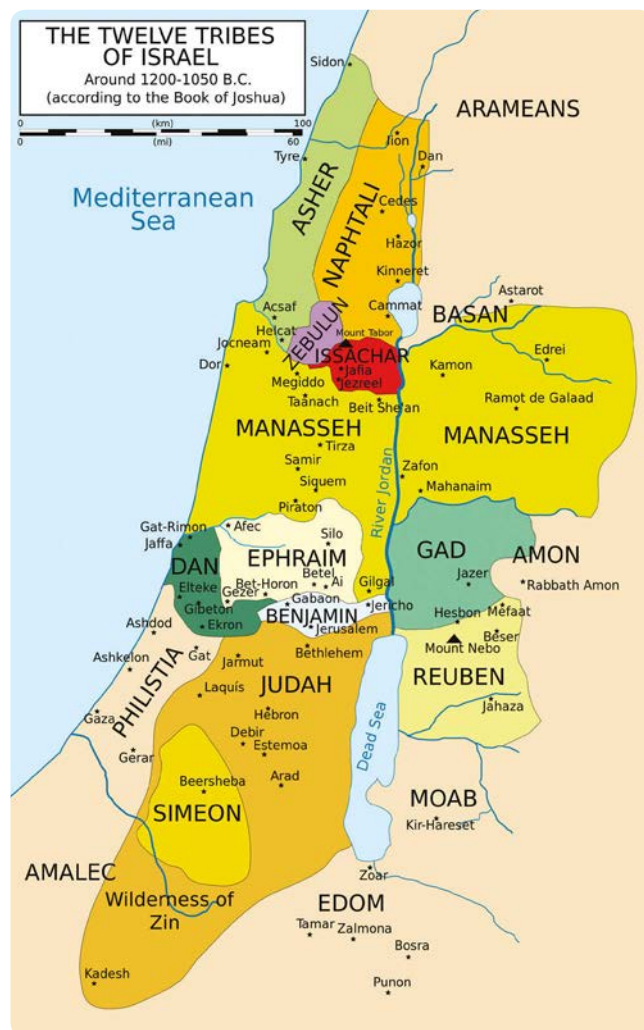 THE TWELVE TRIBES
OF ISRAEL
Around 1200-1050 B.C.
(according to the Book of Joshua)
0 (km) 100
0 (mi) 60
Sidon
ARAMEANS
Iion
Tyre
Dan
Mediterranean
Sea
ASHER
NAPHTALI
Cedes
Hazor
Kinneret
Astarot
Acsaf
Cammat
BASAN
Helcat
ZEBULUN
Mount Tabor
Jocneam
ISSACHAR
Edrei
Dor
Jafia
Kamon
Megiddo
Jezreel
Taanach
Beit She'an
Ramot de Galaad
MANASSEH
MANASSEH
Tirza
Samir
River Jordan
Zafon
Siquem
Mahanaim
Piraton
Gat-Rimon
Afec
Jaffa
Silo
DAN
EPHRAIM
GAD
AMON
Betel
Elteke
Bet-Horon
Ai
Gilgal
Jazer
Rabbath Amon
Gibeton
Gezer
Gabaon
Jericho
Mefaat
BENJAMIN
Hesbon
Ashdod
Ekron
Jerusalem
Beser
Mount Nebo
Gat
Jarmut
Bethlehem
Ashkelon
REUBEN
PHILISTIA
JUDAH
Laquís
Jahaza
Gaza
Hebron
Debir
Dead Sea
Gerar
Estemoa
Beersheba
Arad
MOAB
SIMEON
Kir-Hareset
AMALEC
Zoar
Wilderness of
Zin
EDOM
Tamar
Zalmona
Bosra
Kadesh
Punon